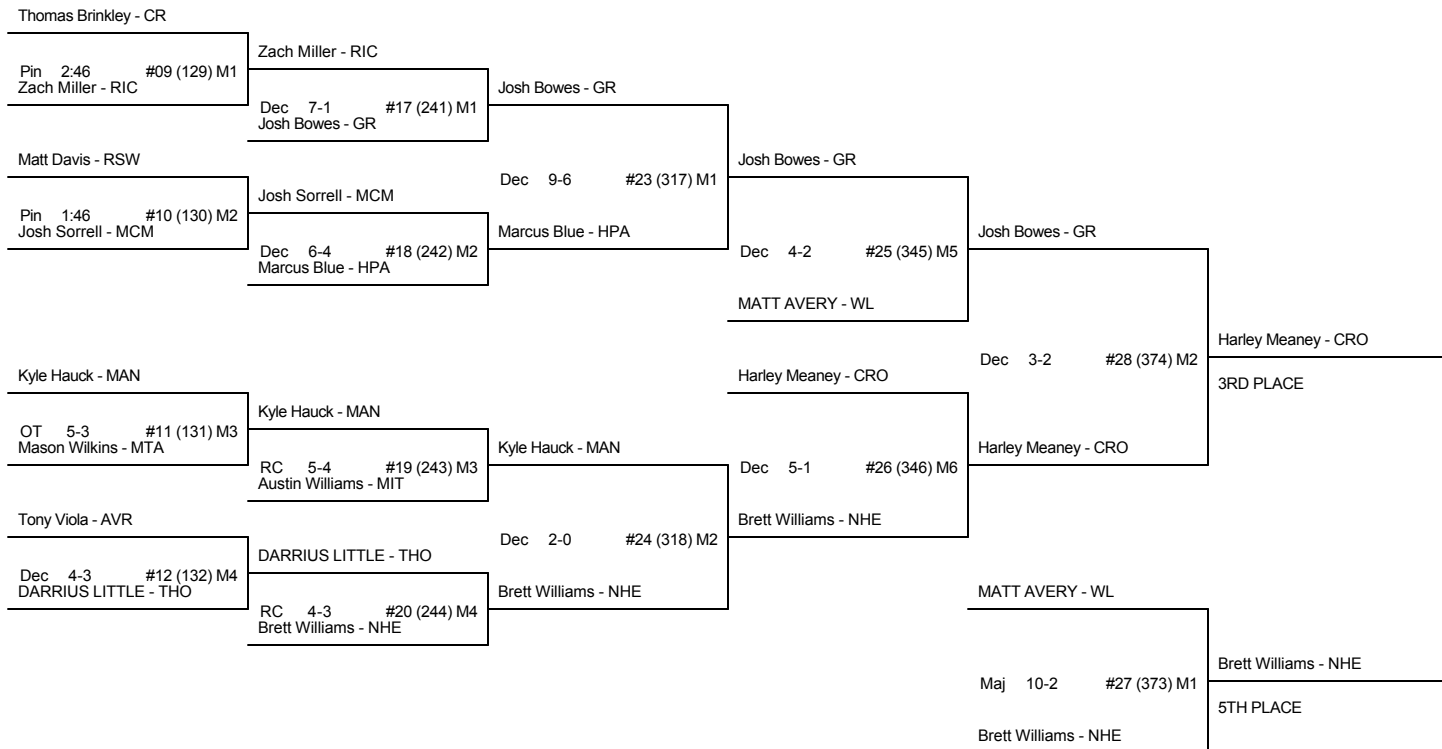 Thomas Brinkley - CR
Pin 2:46 #09 (129) M1
Zach Miller - RIC
Matt Davis - RSW
Pin 1:46 #10 (130) M2
Josh Sorrell - MCM
Kyle Hauck - MAN
OT 5-3 #11 (131) M3
Mason Wilkins - MTA
Tony Viola - AVR
Dec 4-3 #12 (132) M4
DARRIUS LITTLE - THO
Zach Miller - RIC
Dec 7-1 #17 (241) M1
Josh Bowes - GR
Josh Sorrell - MCM
Dec 6-4 #18 (242) M2
Marcus Blue - HPA
Kyle Hauck - MAN
RC 5-4 #19 (243) M3
Austin Williams - MIT
DARRIUS LITTLE - THO
RC 4-3 #20 (244) M4
Brett Williams - NHE
Josh Bowes - GR
Dec 9-6 #23 (317) M1
Marcus Blue - HPA
Kyle Hauck - MAN
Dec 2-0 #24 (318) M2
Brett Williams - NHE
Josh Bowes - GR
Dec 4-2 #25 (345) M5
MATT AVERY - WL
Harley Meaney - CRO
Dec 5-1 #26 (346) M6
Brett Williams - NHE
Josh Bowes - GR
Dec 3-2 #28 (374) M2
Harley Meaney - CRO
MATT AVERY - WL
Maj 10-2 #27 (373) M1
Brett Williams - NHE
Harley Meaney - CRO
3RD PLACE
Brett Williams - NHE
5TH PLACE